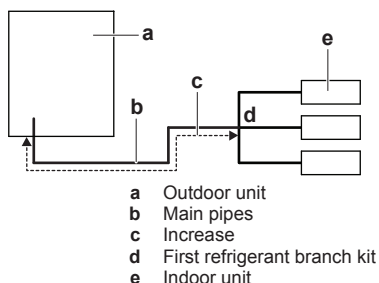 a
e
c
b
d
a Outdoor unit
b Main pipes
c Increase
d First refrigerant branch kit
e Indoor unit